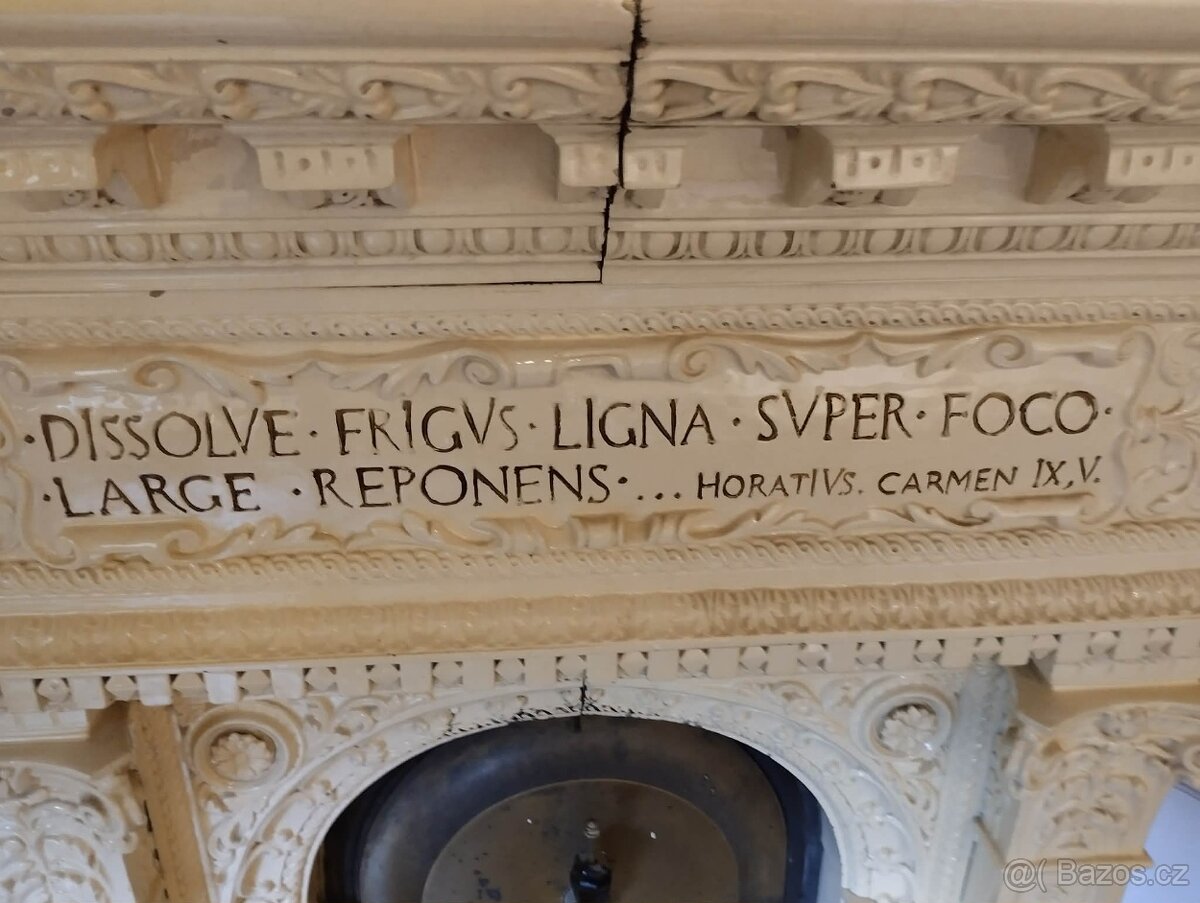 ·DISSOLVE·FRIGVS·LIGNA·SVPER·FOCO·
·LARGE·REPONENS·... HORATIVS. CARMEN IX,V.
@( Bazos.cz